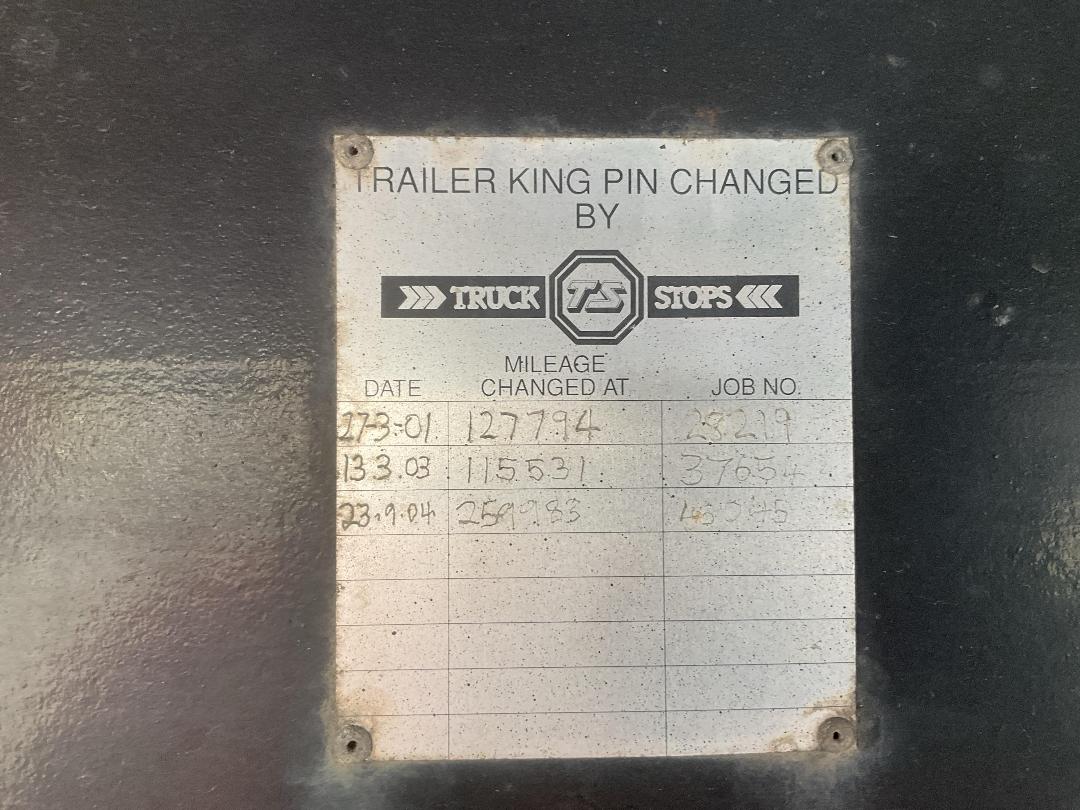 TRAILER KING PIN CHANGED
BY
TRUCK TS STOPS
MILEAGE
DATE CHANGED AT JOB NO.
27-3-01 127794 28219
13 3.03 115531 37654
23.9.04 259983